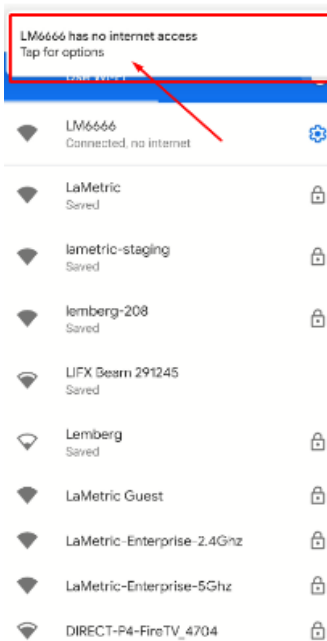 LM6666 has no internet access
Tap for options
LM6666
Connected, no internet
LaMetric
Saved
lametric-staging
Saved
lemberg-208
Saved
LIFX Beam 291245
Saved
Lemberg
Saved
LaMetric Guest
LaMetric-Enterprise-2.4Ghz
LaMetric-Enterprise-5Ghz
DIRECT-P4-FireTV_4704